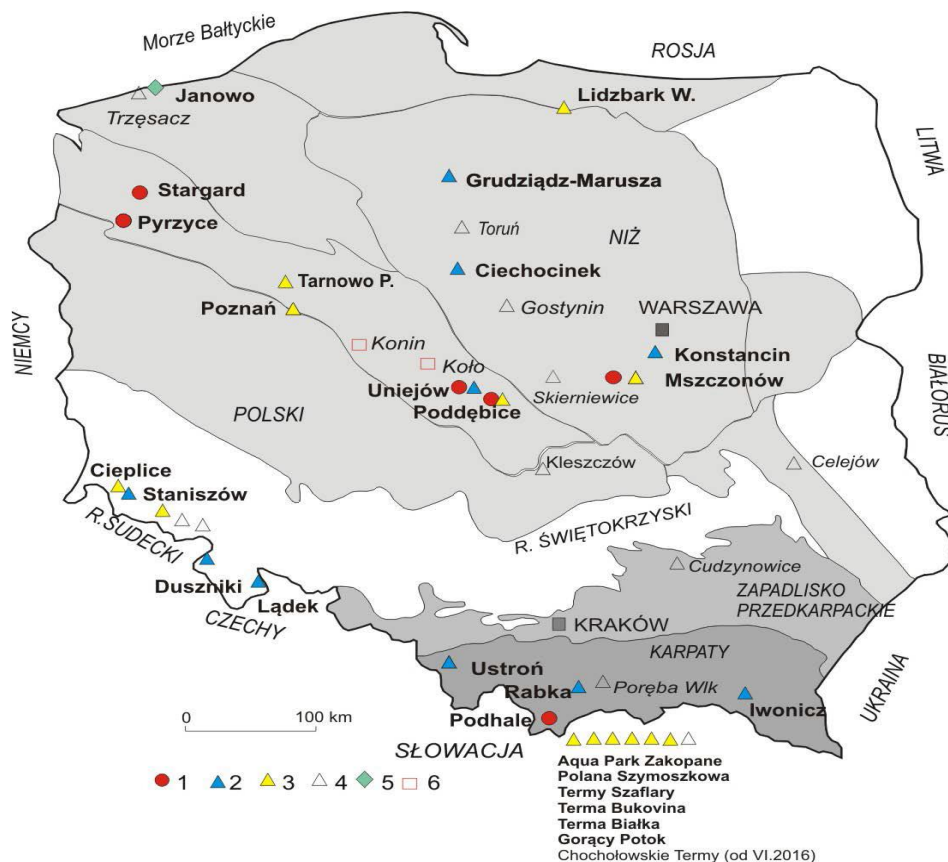 Morze Bałtyckie
ROSJA
Janowo
Trzęsacz
Lidzbark W.
LITWA
Stargard
Pyrzyce
Grudziądz-Marusza
Toruń
NIŻ
Ciechocinek
Tarnowo P.
Poznań
Gostynin
WARSZAWA
NIEMCY
Konin
Koło
Konstancin
Mszczonów
BIAŁORUŚ
Uniejów
Poddębice
Skierniewice
POLSKI
Kleszczów
Celejów
Cieplice
Staniszów
R.SUDECKI
R. ŚWIĘTOKRZYSKI
Cudzynowice
Duszniki
Lądek
CZECHY
ZAPADLISKO
PRZEDKARPACKIE
KRAKÓW
KARPATY
UKRAINA
Ustroń
Rabka
Poręba Wlk
Iwonicz
Podhale
0 100 km
SŁOWACJA
1 2 3 4 5 6
Aqua Park Zakopane
Polana Szymoszkowa
Termy Szaflary
Terma Bukovina
Terma Białka
Gorący Potok
Chochołowskie Termy (od VI.2016)